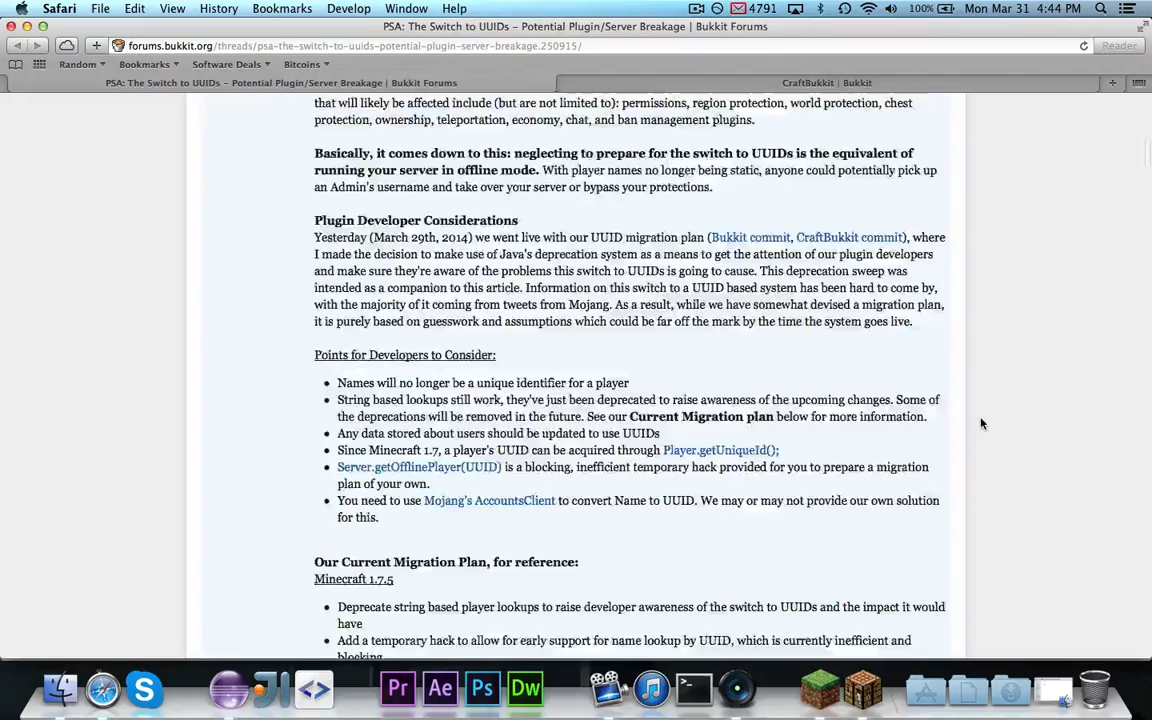 Safari File Edit View History Bookmarks Develop Window Help 4791 100% Mon Mar 31 4:44 PM
PSA: The Switch to UUIDs – Potential Plugin/Server Breakage | Bukkit Forums
forums.bukkit.org/threads/psa-the-switch-to-uuids-potential-plugin-server-breakage.250915/ Reader
Random Bookmarks Software Deals Bitcoins
PSA: The Switch to UUIDs – Potential Plugin/Server Breakage | Bukkit Forums CraftBukkit | Bukkit
that will likely be affected include (but are not limited to): permissions, region protection, world protection, chest
protection, ownership, teleportation, economy, chat, and ban management plugins.
Basically, it comes down to this: neglecting to prepare for the switch to UUIDs is the equivalent of
running your server in offline mode. With player names no longer being static, anyone could potentially pick up
an Admin's username and take over your server or bypass your protections.
Plugin Developer Considerations
Yesterday (March 29th, 2014) we went live with our UUID migration plan (Bukkit commit, CraftBukkit commit), where
I made the decision to make use of Java's deprecation system as a means to get the attention of our plugin developers
and make sure they're aware of the problems this switch to UUIDs is going to cause. This deprecation sweep was
intended as a companion to this article. Information on this switch to a UUID based system has been hard to come by,
with the majority of it coming from tweets from Mojang. As a result, while we have somewhat devised a migration plan,
it is purely based on guesswork and assumptions which could be far off the mark by the time the system goes live.
Points for Developers to Consider:
• Names will no longer be a unique identifier for a player
• String based lookups still work, they've just been deprecated to raise awareness of the upcoming changes. Some of
the deprecations will be removed in the future. See our Current Migration plan below for more information.
• Any data stored about users should be updated to use UUIDs
• Since Minecraft 1.7, a player's UUID can be acquired through Player.getUniqueId();
• Server.getOfflinePlayer(UUID) is a blocking, inefficient temporary hack provided for you to prepare a migration
plan of your own.
• You need to use Mojang's AccountsClient to convert Name to UUID. We may or may not provide our own solution
for this.
Our Current Migration Plan, for reference:
Minecraft 1.7.5
• Deprecate string based player lookups to raise developer awareness of the switch to UUIDs and the impact it would
have
• Add a temporary hack to allow for early support for name lookup by UUID, which is currently inefficient and
blocking
Pr Ae Ps Dw